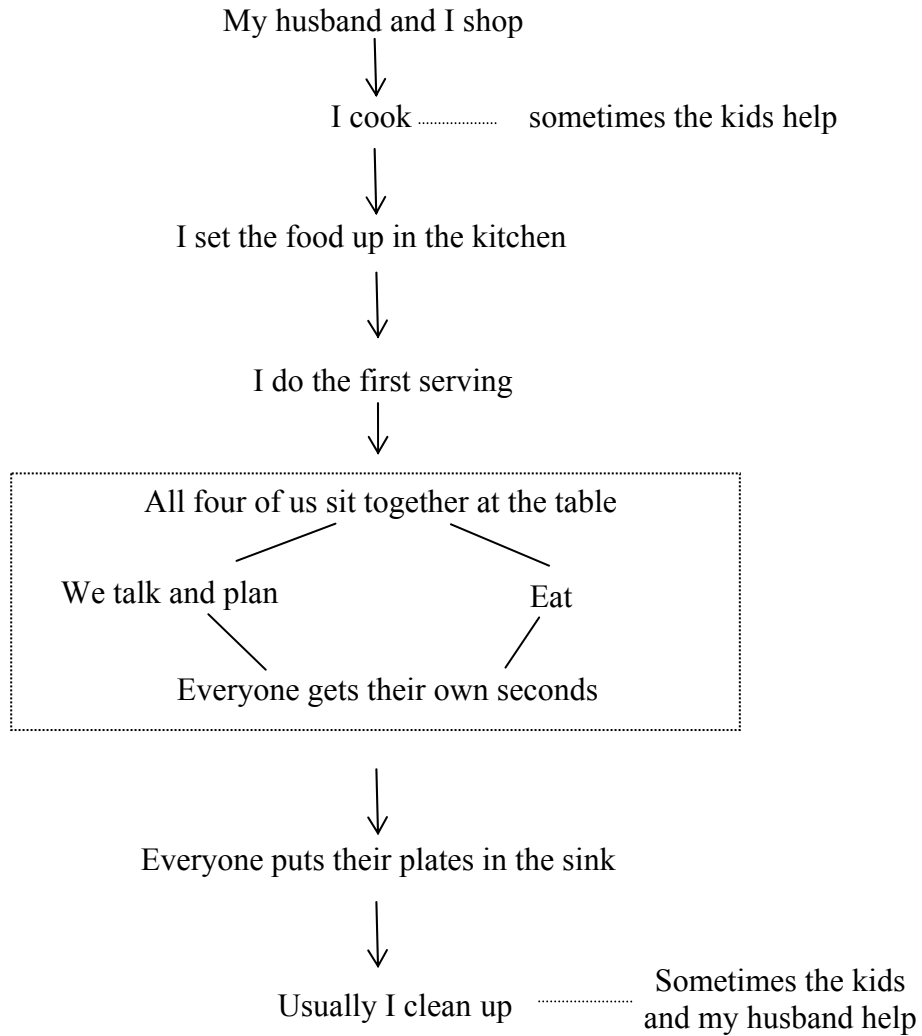 My husband and I shop
I cook
sometimes the kids help
I set the food up in the kitchen
I do the first serving
All four of us sit together at the table
We talk and plan
Eat
Everyone gets their own seconds
Everyone puts their plates in the sink
Usually I clean up
Sometimes the kids
and my husband help